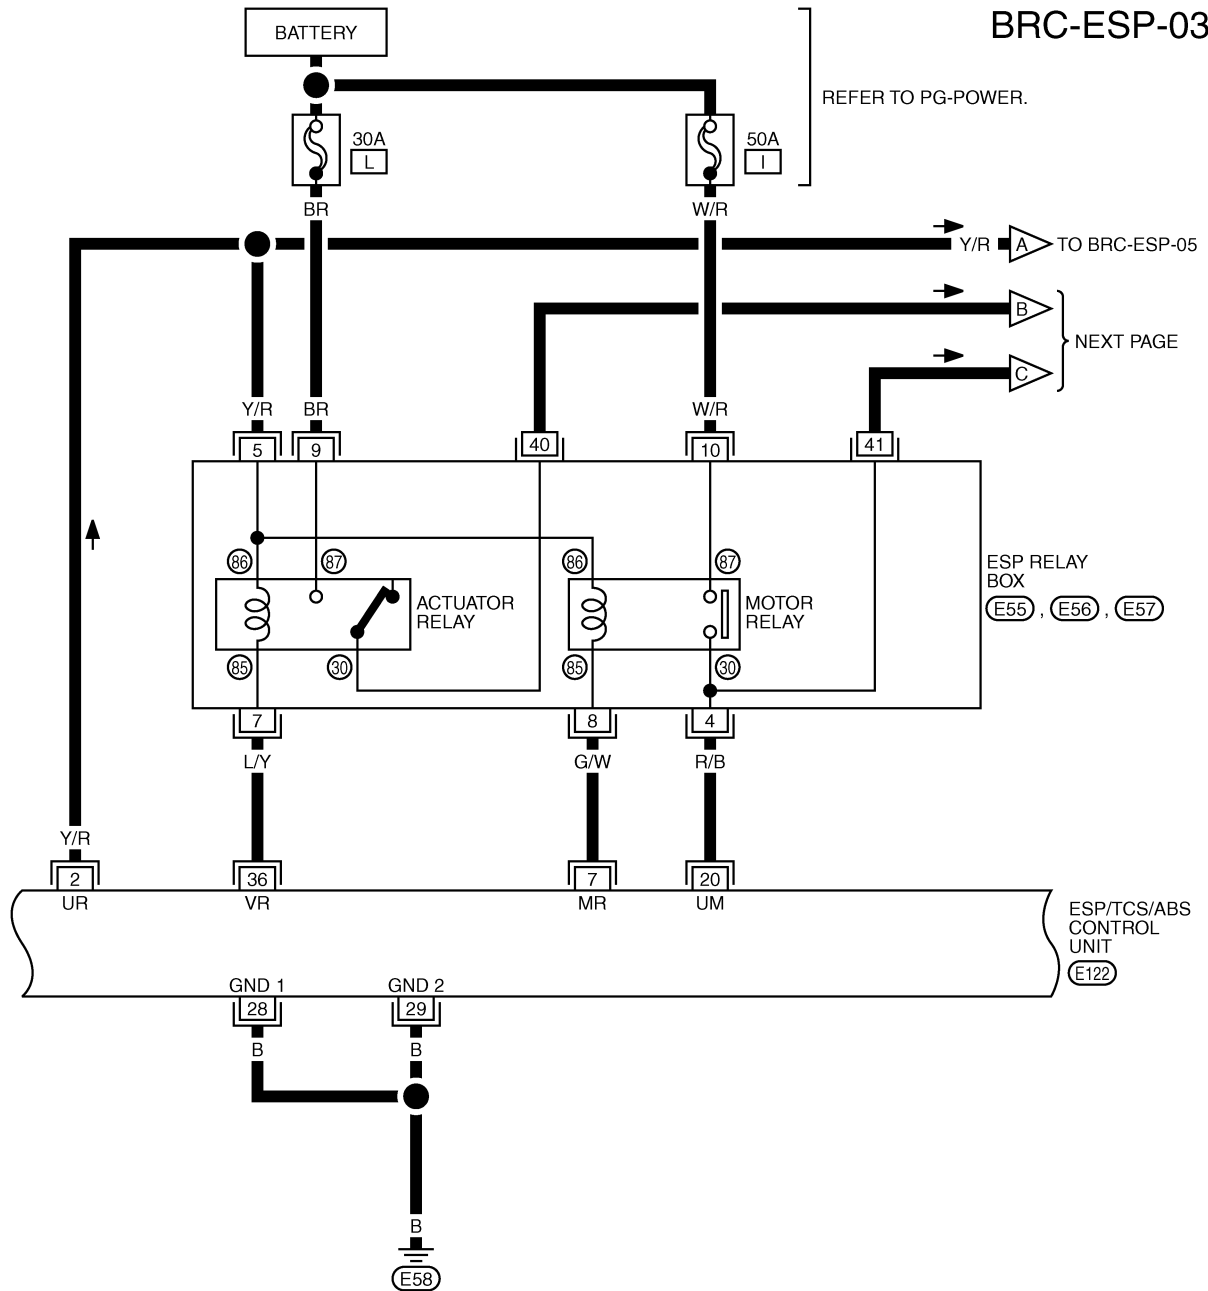 BRC-ESP-03
BATTERY
REFER TO PG-POWER.
30A
L
50A
I
BR
W/R
Y/R
A
TO BRC-ESP-05
B
NEXT PAGE
C
Y/R
BR
W/R
5
9
40
10
41
86
87
86
87
ACTUATOR
RELAY
MOTOR
RELAY
ESP RELAY
BOX
E55 , E56 , E57
85
30
85
30
7
8
4
L/Y
G/W
R/B
Y/R
2
36
7
20
UR
VR
MR
UM
ESP/TCS/ABS
CONTROL
UNIT
E122
GND 1
GND 2
28
29
B
B
B
E58